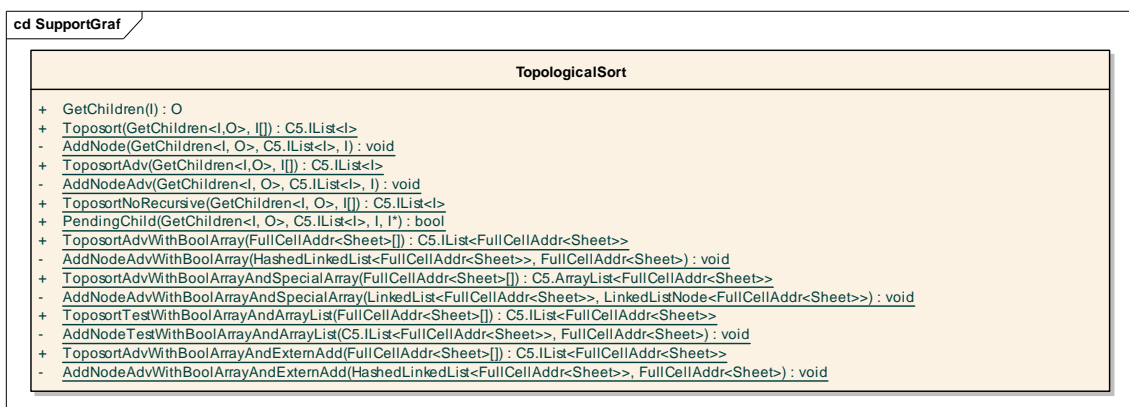 cd SupportGraf
TopologicalSort
+ GetChildren(I) : O
+ Toposort(GetChildren<I,O>, I[]) : C5.IList<I>
- AddNode(GetChildren<I, O>, C5.IList<I>, I) : void
+ ToposortAdv(GetChildren<I,O>, I[]) : C5.IList<I>
- AddNodeAdv(GetChildren<I, O>, C5.IList<I>, I) : void
+ ToposortNoRecursive(GetChildren<I, O>, I[]) : C5.IList<I>
+ PendingChild(GetChildren<I, O>, C5.IList<I>, I, I*) : bool
+ ToposortAdvWithBoolArray(FullCellAddr<Sheet>[]) : C5.IList<FullCellAddr<Sheet>>
- AddNodeAdvWithBoolArray(HashedLinkedList<FullCellAddr<Sheet>>, FullCellAddr<Sheet>) : void
+ ToposortAdvWithBoolArrayAndSpecialArray(FullCellAddr<Sheet>[]) : C5.ArrayList<FullCellAddr<Sheet>>
- AddNodeAdvWithBoolArrayAndSpecialArray(LinkedList<FullCellAddr<Sheet>>, LinkedListNode<FullCellAddr<Sheet>>) : void
+ ToposortTestWithBoolArrayAndArrayList(FullCellAddr<Sheet>[]) : C5.IList<FullCellAddr<Sheet>>
- AddNodeTestWithBoolArrayAndArrayList(C5.IList<FullCellAddr<Sheet>>, FullCellAddr<Sheet>) : void
+ ToposortAdvWithBoolArrayAndExternAdd(FullCellAddr<Sheet>[]) : C5.IList<FullCellAddr<Sheet>>
- AddNodeAdvWithBoolArrayAndExternAdd(HashedLinkedList<FullCellAddr<Sheet>>, FullCellAddr<Sheet>) : void